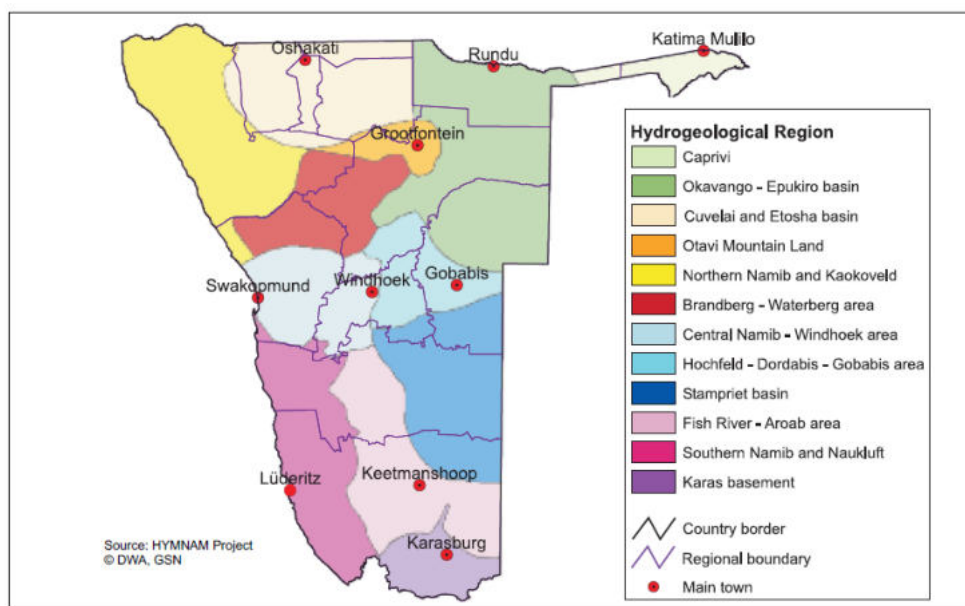 Oshakati
Rundu
Katima Mulilo
Grootfontein
Swakopmund
Windhoek
Gobabis
Lüderitz
Keetmanshoop
Karasburg
Source: HYMNAM Project
© DWA, GSN
Hydrogeological Region
Caprivi
Okavango - Epukiro basin
Cuvelai and Etosha basin
Otavi Mountain Land
Northern Namib and Kaokoveld
Brandberg - Waterberg area
Central Namib - Windhoek area
Hochfeld - Dordabis - Gobabis area
Stampriet basin
Fish River - Aroab area
Southern Namib and Naukluft
Karas basement
Country border
Regional boundary
Main town